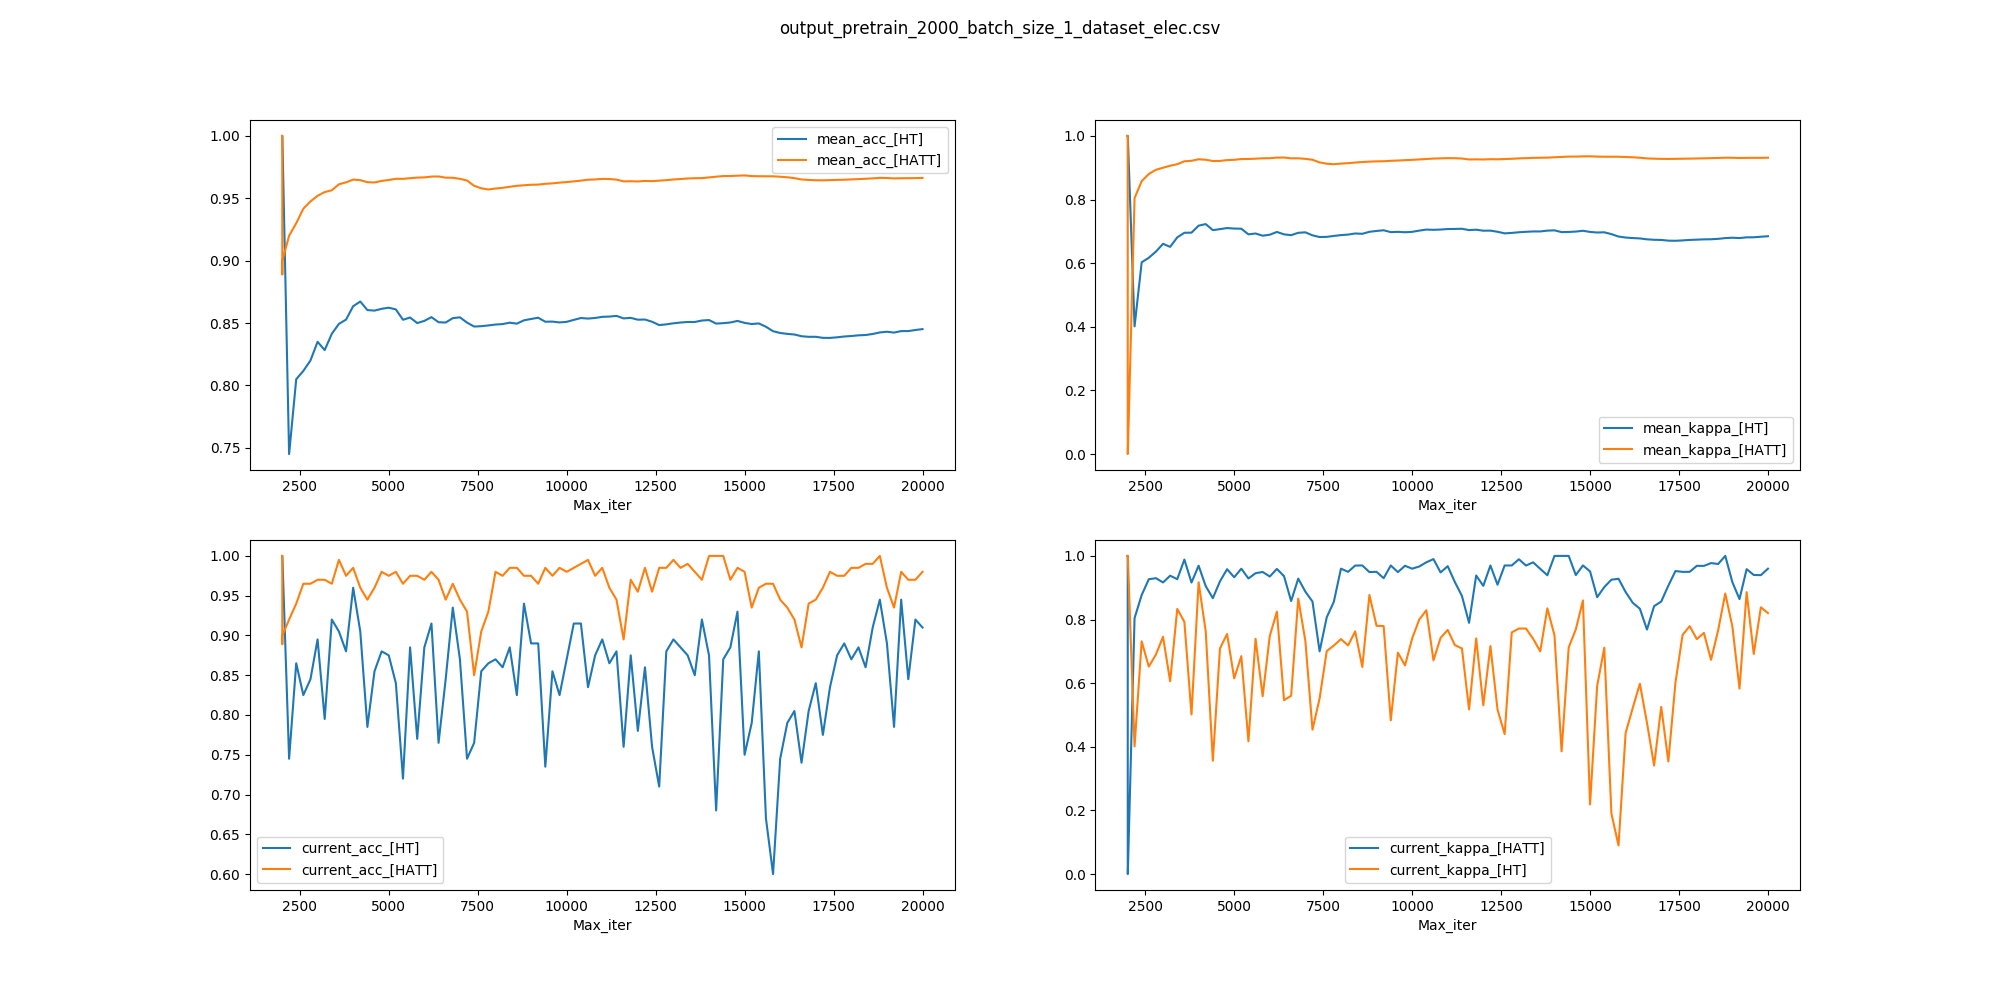 output_pretrain_2000_batch_size_1_dataset_elec.csv
1.00
0.95
0.90
0.85
0.80
0.75
mean_acc_[HT]
mean_acc_[HATT]
2500 5000 7500 10000 12500 15000 17500 20000
Max_iter
1.0
0.8
0.6
0.4
0.2
0.0
mean_kappa_[HT]
mean_kappa_[HATT]
2500 5000 7500 10000 12500 15000 17500 20000
Max_iter
1.00
0.95
0.90
0.85
0.80
0.75
0.70
0.65
0.60
current_acc_[HT]
current_acc_[HATT]
2500 5000 7500 10000 12500 15000 17500 20000
Max_iter
1.0
0.8
0.6
0.4
0.2
0.0
current_kappa_[HATT]
current_kappa_[HT]
2500 5000 7500 10000 12500 15000 17500 20000
Max_iter